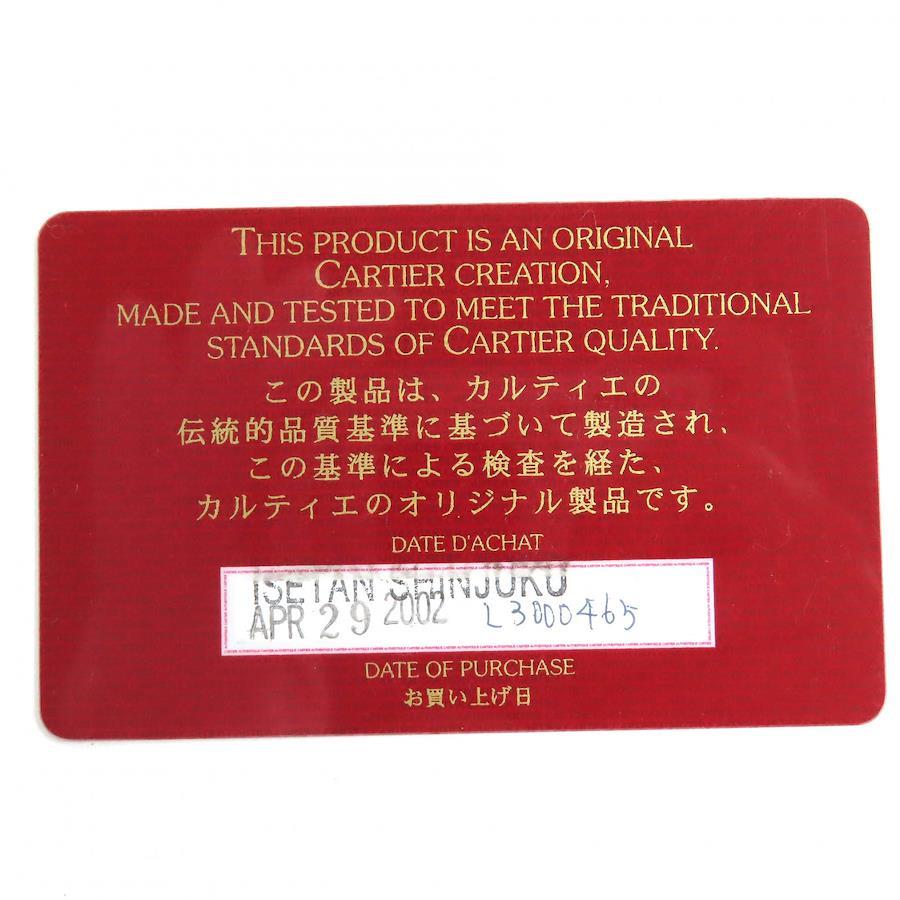 THIS PRODUCT IS AN ORIGINAL
CARTIER CREATION,
MADE AND TESTED TO MEET THE TRADITIONAL
STANDARDS OF CARTIER QUALITY.
この製品は、カルティエの
伝統的品質基準に基づいて製造され、
この基準による検査を経た、
カルティエのオリジナル製品です。
DATE D'ACHAT
ISETAN SHINJUKU
APR 29 2002 L3000465
DATE OF PURCHASE
お買い上げ日